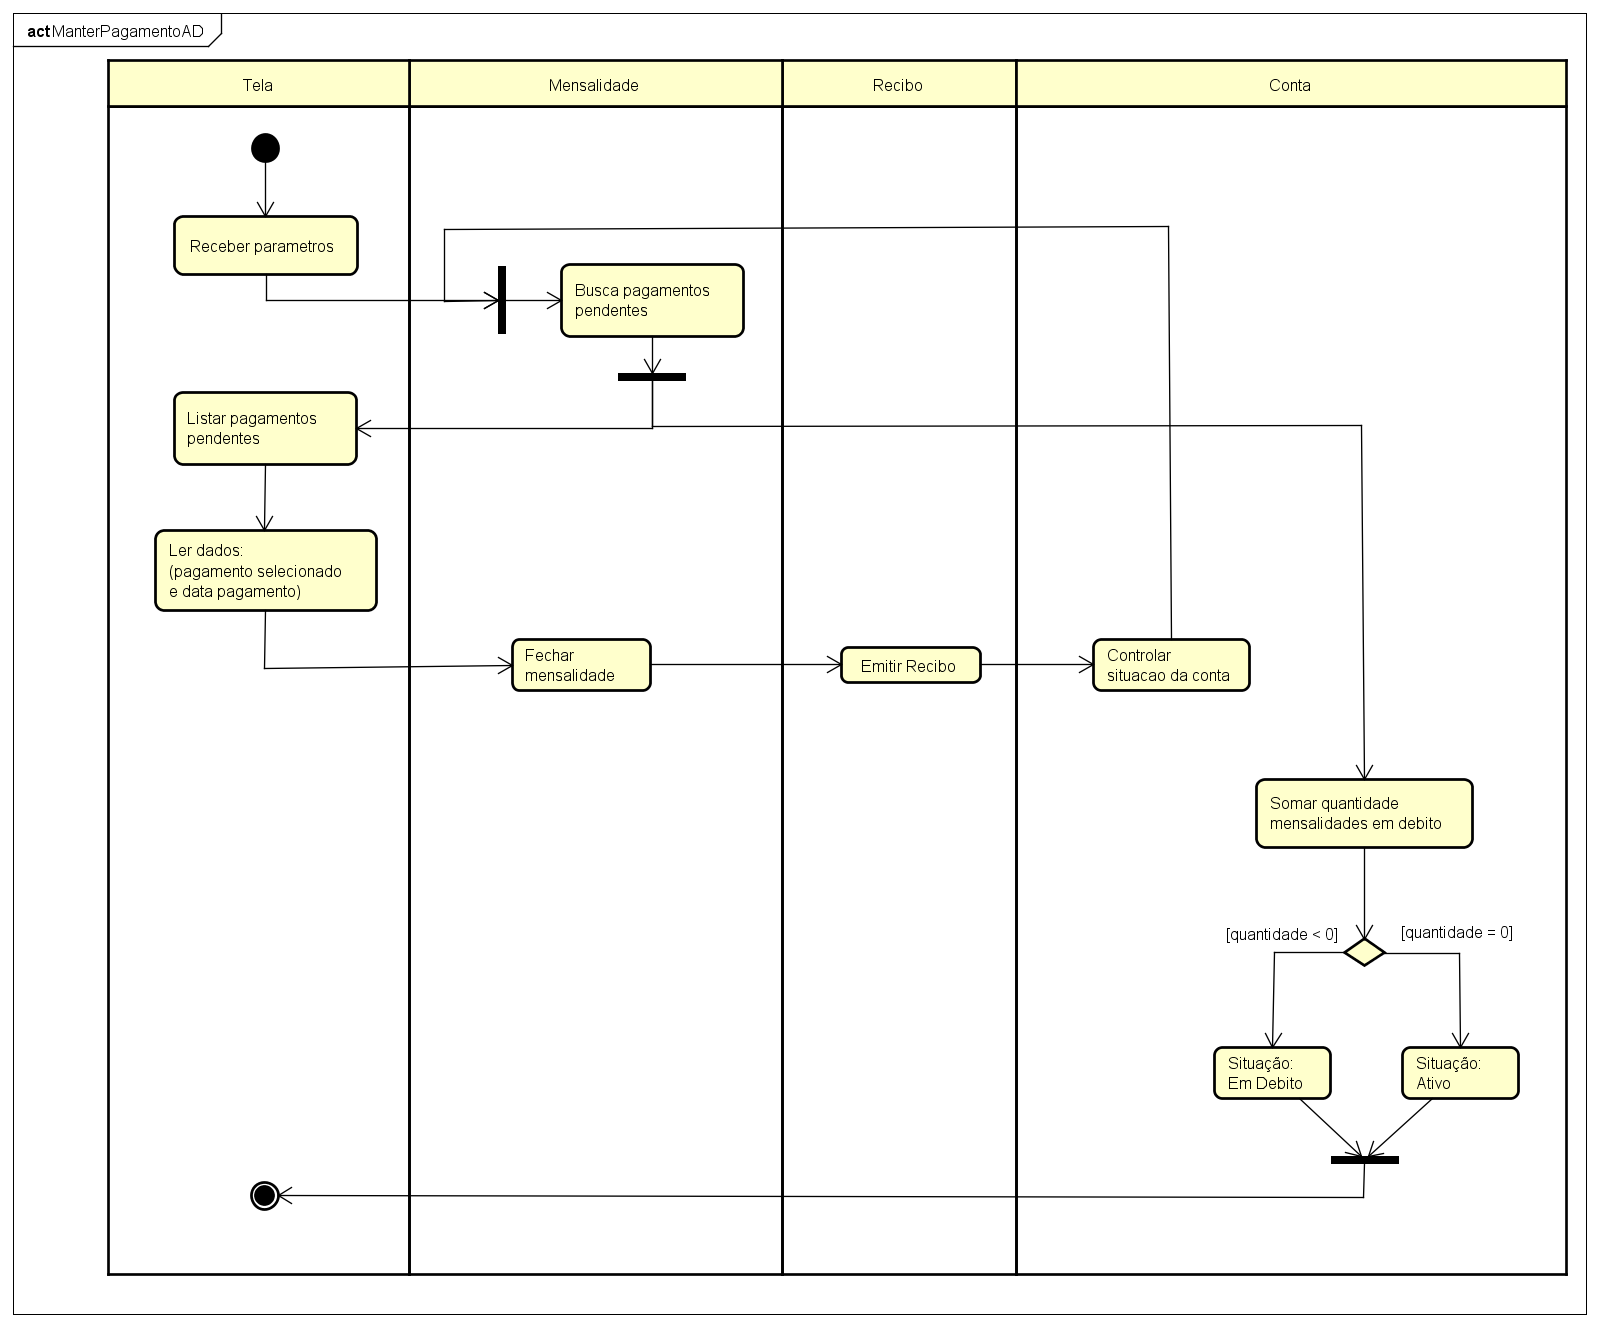 act ManterPagamentoAD
Tela
Mensalidade
Recibo
Conta
Receber parametros
Busca pagamentos
pendentes
Listar pagamentos
pendentes
Ler dados:
(pagamento selecionado
e data pagamento)
Fechar
mensalidade
Emitir Recibo
Controlar
situacao da conta
Somar quantidade
mensalidades em debito
[quantidade < 0]
[quantidade = 0]
Situação:
Em Debito
Situação:
Ativo